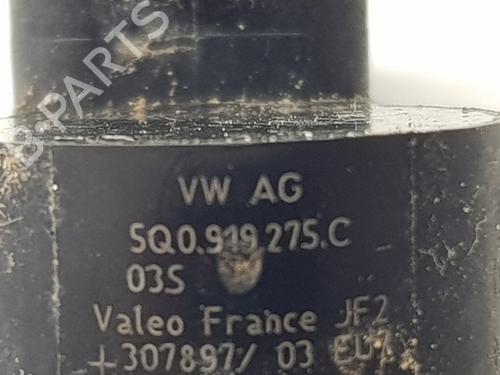 B-PARTS
VW AG
5Q0.919.275.C
03S
Valeo France JF2
+307897/ 03